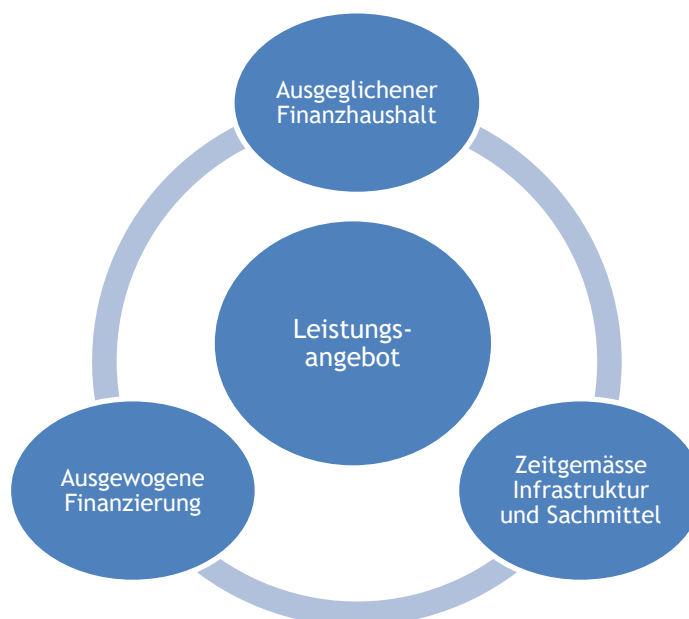 Ausgeglichener
Finanzhaushalt
Leistungs-
angebot
Ausgewogene
Finanzierung
Zeitgemässe
Infrastruktur
und Sachmittel